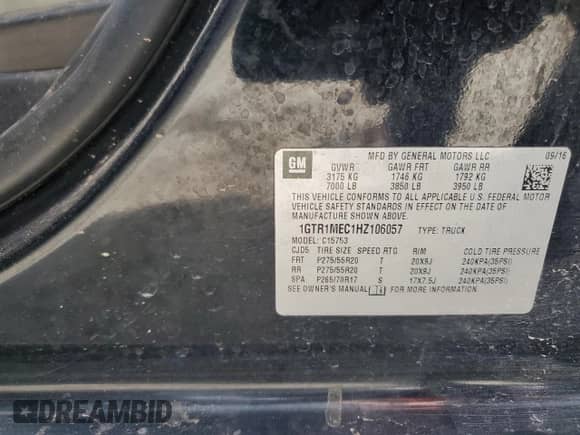 MFD BY GENERAL MOTORS LLC 09/16
GM GVWR GAWR FRT GAWR RR
3175 KG 1746 KG 1792 KG
7000 LB 3850 LB 3950 LB
THIS VEHICLE CONFORMS TO ALL APPLICABLE U.S. FEDERAL MOTOR
VEHICLE SAFETY STANDARDS IN EFFECT ON THE DATE OF
MANUFACTURE SHOWN ABOVE.
1GTR1MEC1HZ106057 TYPE: TRUCK
MODEL: C15753
CJD5 TIRE SIZE SPEED RTG RIM COLD TIRE PRESSURE
FRT P275/55R20 T 20X9J 240KPA(35PSI)
RR P275/55R20 T 20X9J 240KPA(35PSI)
SPA P265/70R17 S 17X7.5J 240KPA(35PSI)
SEE OWNER'S MANUAL FOR MORE INFORMATION.
DREAMBID